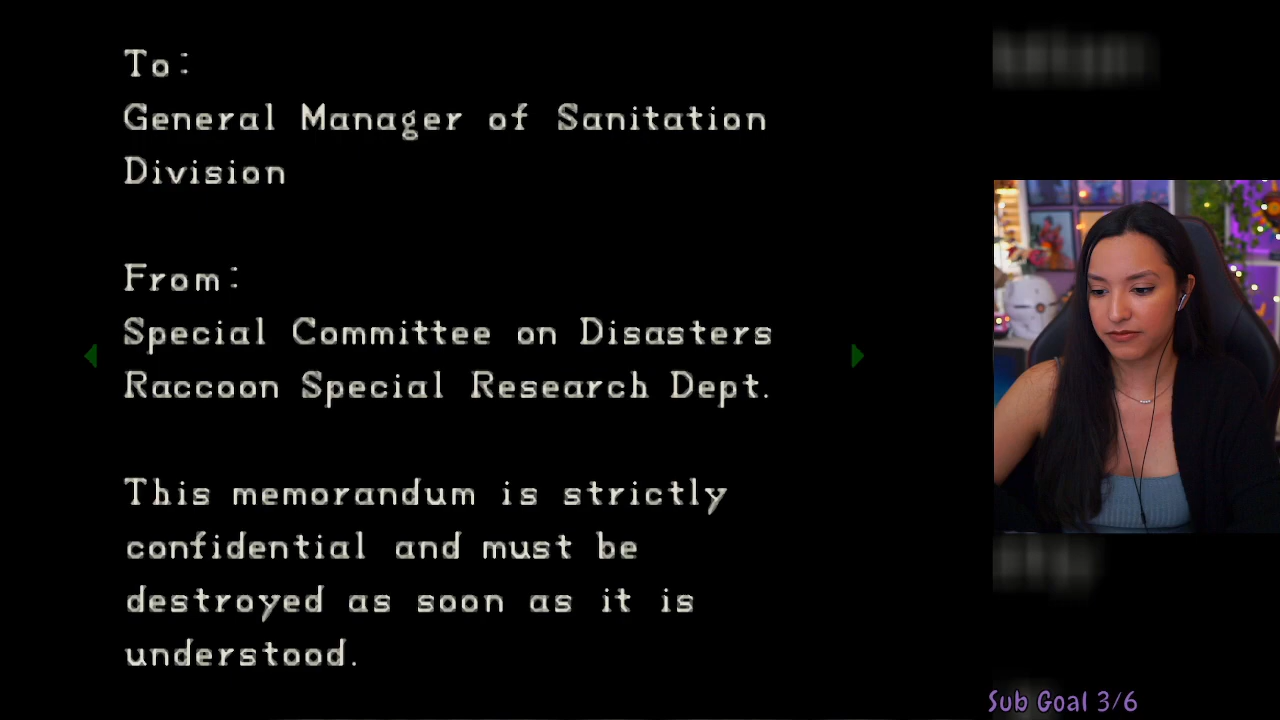 To:
General Manager of Sanitation
Division
From:
Special Committee on Disasters
Raccoon Special Research Dept.
This memorandum is strictly
confidential and must be
destroyed as soon as it is
understood.
Sub Goal 3/6